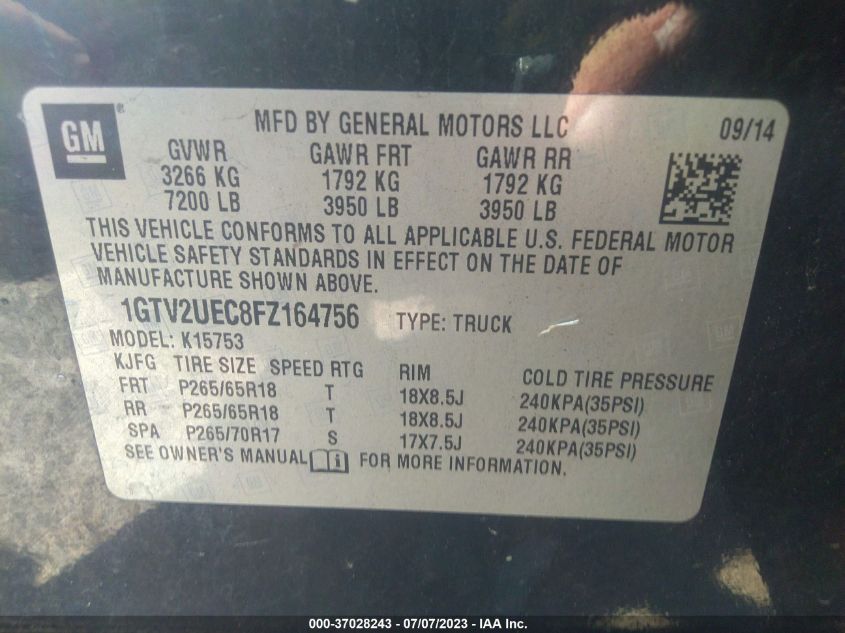 GM
®
MFD BY GENERAL MOTORS LLC 09/14
GVWR GAWR FRT GAWR RR
3266 KG 1792 KG 1792 KG
7200 LB 3950 LB 3950 LB
THIS VEHICLE CONFORMS TO ALL APPLICABLE U.S. FEDERAL MOTOR
VEHICLE SAFETY STANDARDS IN EFFECT ON THE DATE OF
MANUFACTURE SHOWN ABOVE.
1GTV2UEC8FZ164756 TYPE: TRUCK
MODEL: K15753
KJFG TIRE SIZE SPEED RTG RIM COLD TIRE PRESSURE
FRT P265/65R18 T 18X8.5J 240KPA(35PSI)
RR P265/65R18 T 18X8.5J 240KPA(35PSI)
SPA P265/70R17 S 17X7.5J 240KPA(35PSI)
SEE OWNER'S MANUAL i FOR MORE INFORMATION.
000-37028243 - 07/07/2023 - IAA Inc.